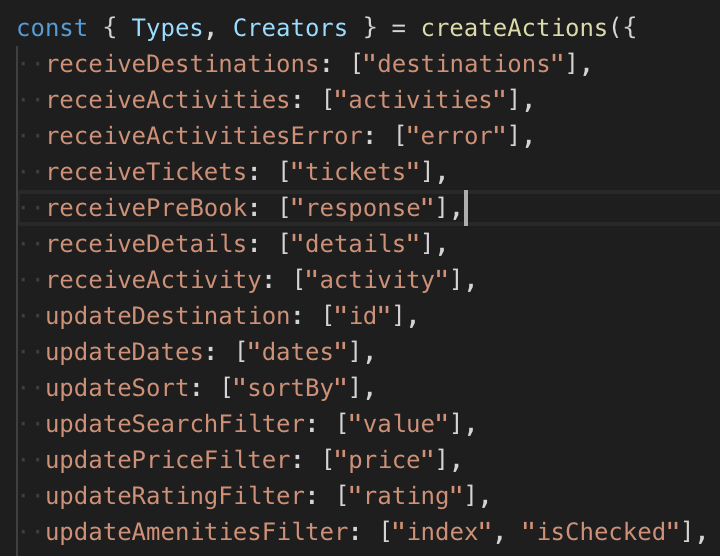 const { Types, Creators } = createActions({
receiveDestinations: ["destinations"],
receiveActivities: ["activities"],
receiveActivitiesError: ["error"],
receiveTickets: ["tickets"],
receivePreBook: ["response"],
receiveDetails: ["details"],
receiveActivity: ["activity"],
updateDestination: ["id"],
updateDates: ["dates"],
updateSort: ["sortBy"],
updateSearchFilter: ["value"],
updatePriceFilter: ["price"],
updateRatingFilter: ["rating"],
updateAmenitiesFilter: ["index", "isChecked"],